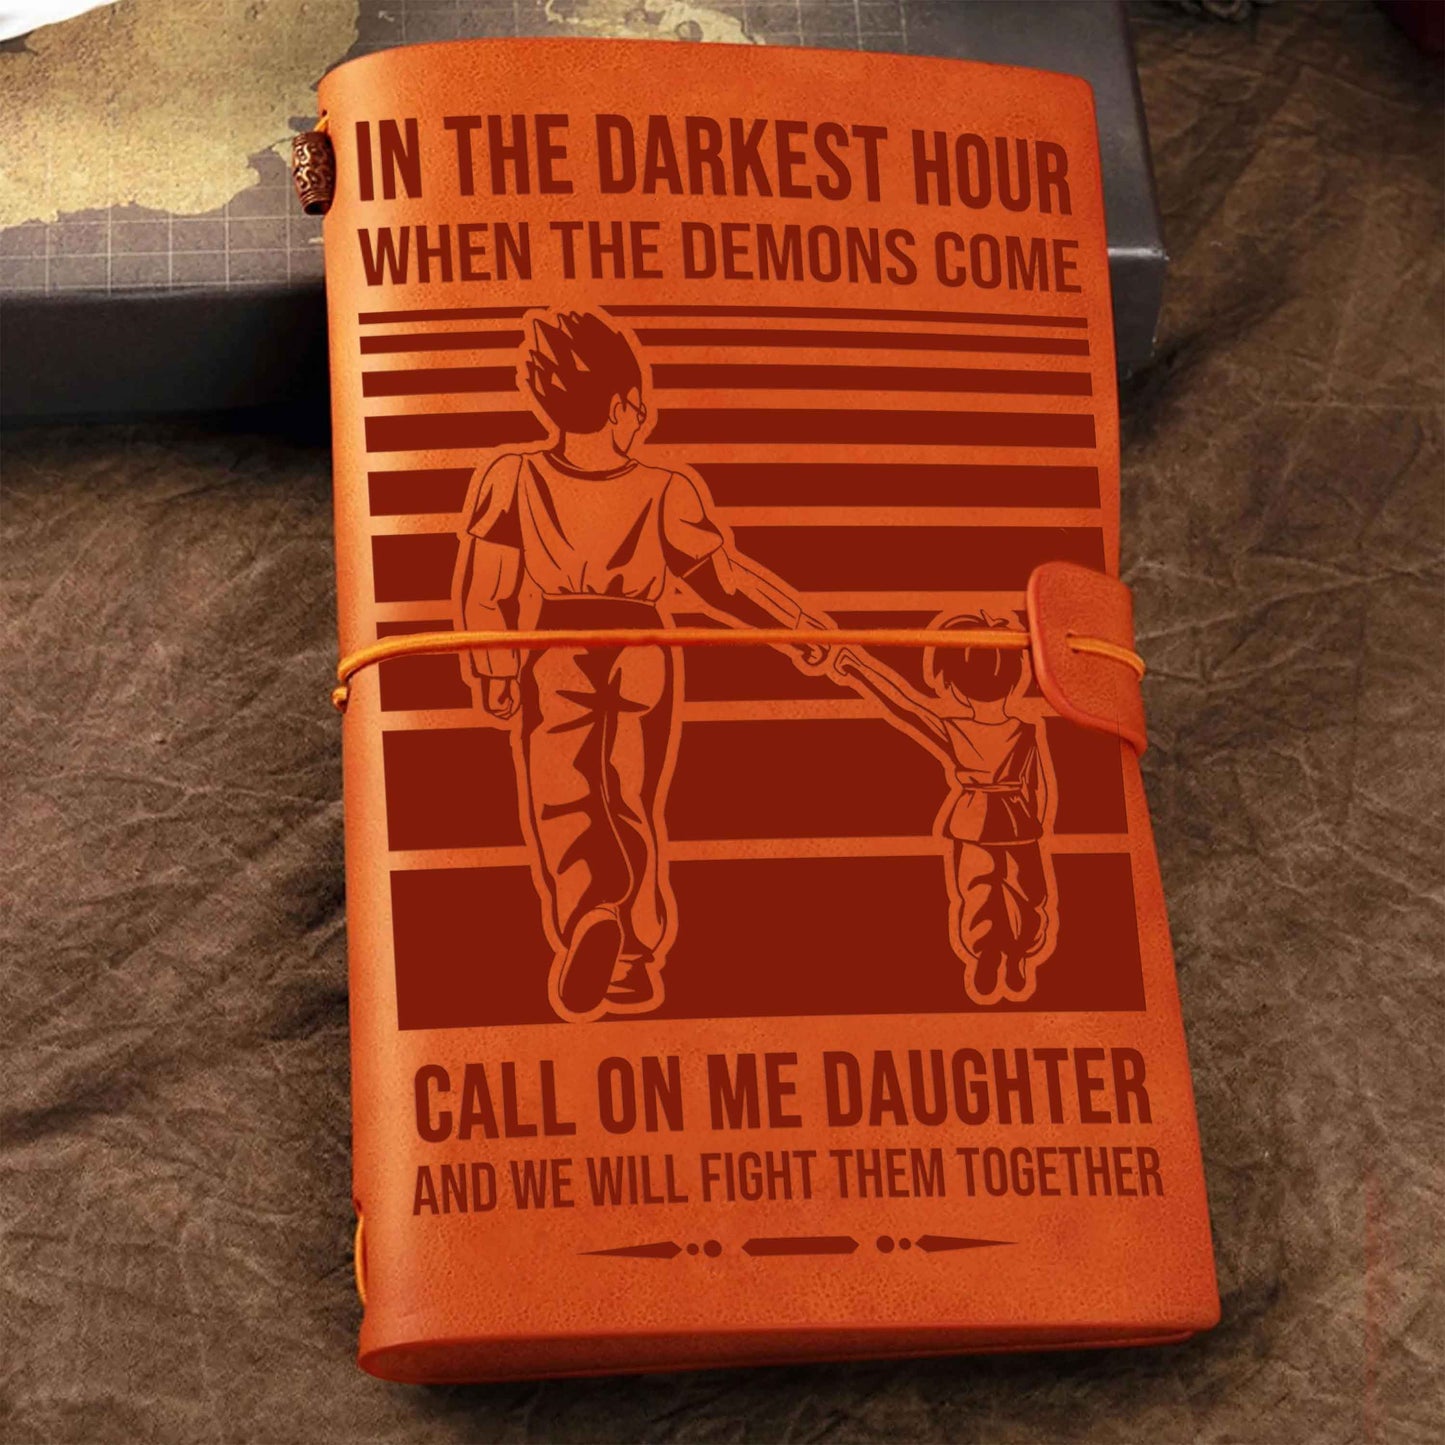 IN THE DARKEST HOUR
WHEN THE DEMONS COME
CALL ON ME DAUGHTER
AND WE WILL FIGHT THEM TOGETHER